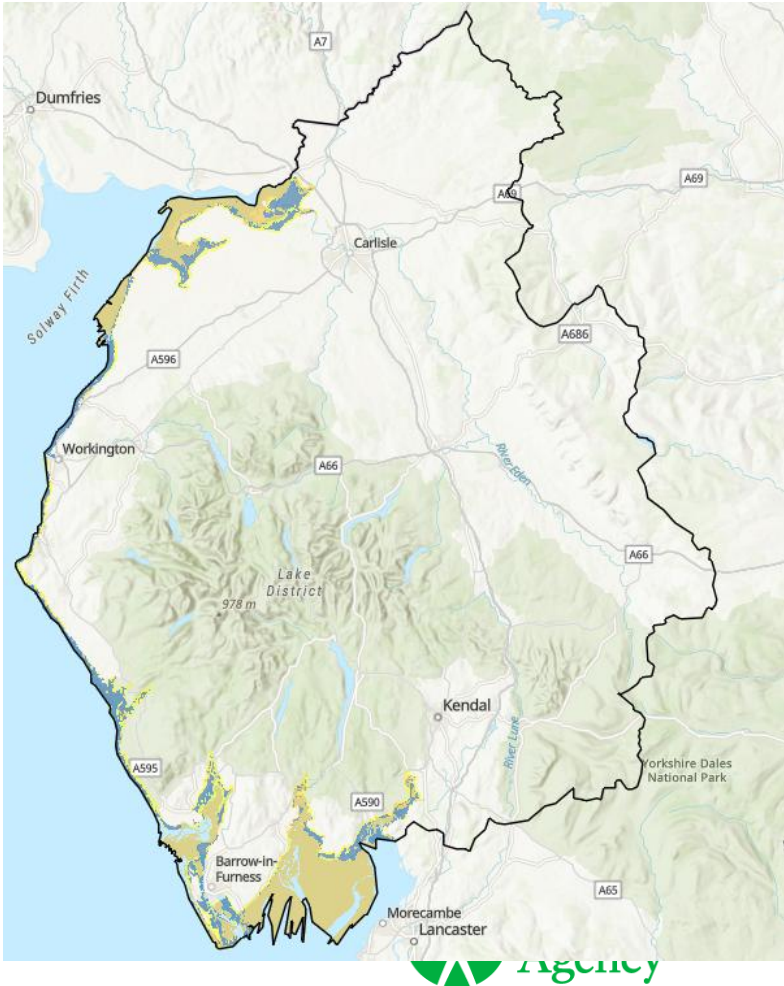 A7
Dumfries
A69
A69
Carlisle
Solway Firth
A686
A596
Workington
A66
River Eden
A66
Lake
District
978 m
Kendal
River Lune
A595
Yorkshire Dales
National Park
A590
Barrow-in-
Furness
A65
Morecambe
Lancaster
Agency